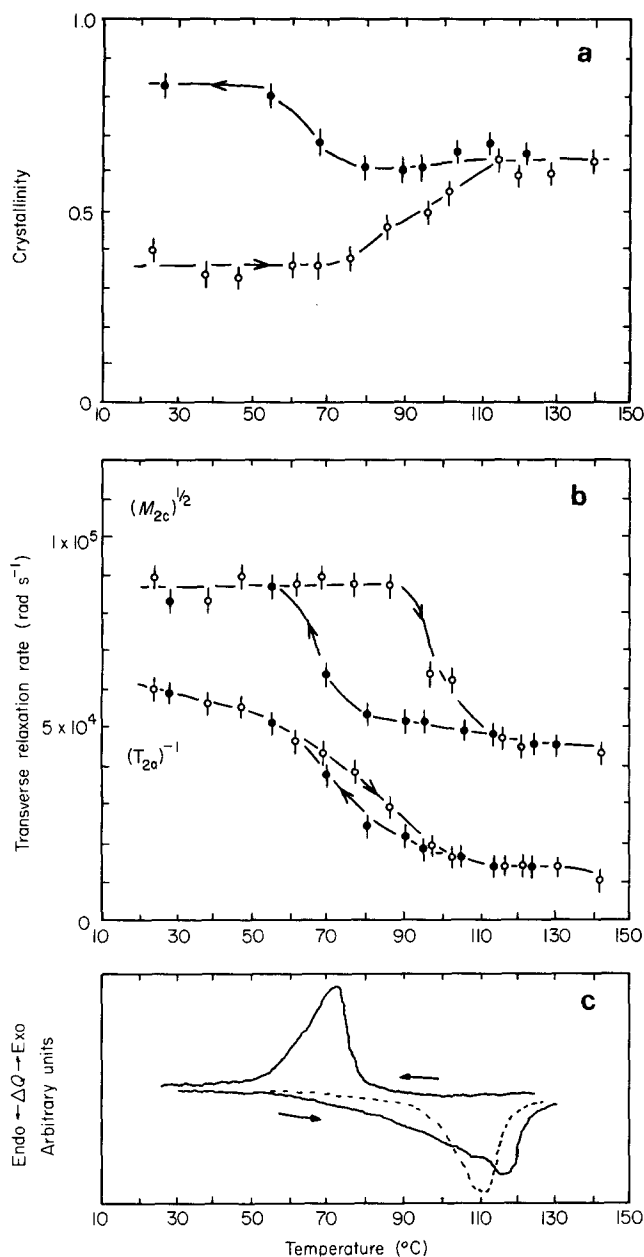 a
1.0
0.5
0
Crystallinity
10 30 50 70 90 110 130 150
b
(M2c)^1/2
1 x 10^5
5 x 10^4
0
(T2a)^-1
Transverse relaxation rate (rad s^-1)
10 30 50 70 90 110 130 150
c
Endo ←ΔQ→ Exo
Arbitrary units
10 30 50 70 90 110 130 150
Temperature (°C)